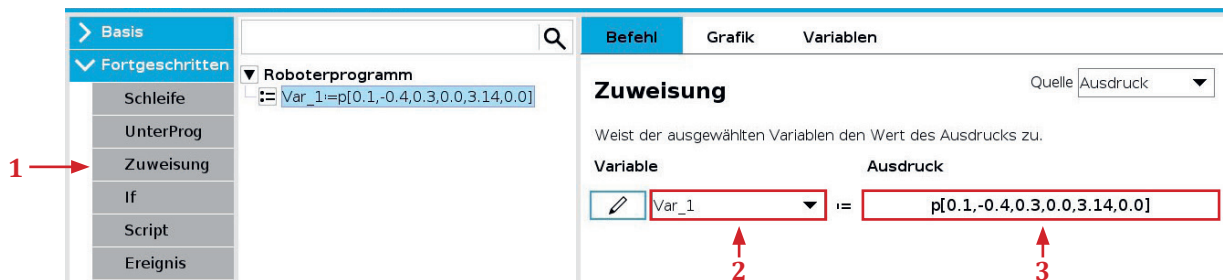 Basis
Fortgeschritten
Schleife
UnterProg
Zuweisung
If
Script
Ereignis
1
Roboterprogramm
Var_1≔p[0.1,-0.4,0.3,0.0,3.14,0.0]
Befehl Grafik Variablen
Zuweisung
Quelle Ausdruck
Weist der ausgewählten Variablen den Wert des Ausdrucks zu.
Variable Ausdruck
Var_1 ≔ p[0.1,-0.4,0.3,0.0,3.14,0.0]
2 3